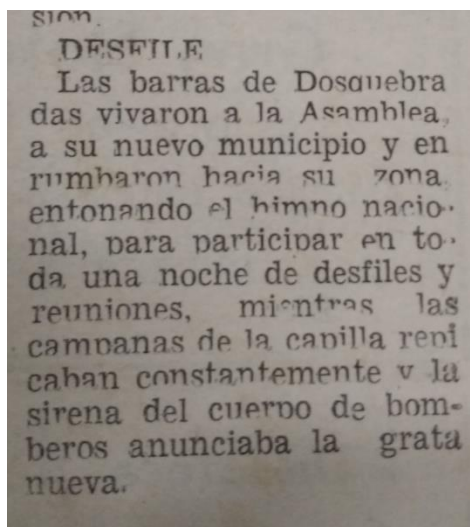 sion.
DESFILE
Las barras de Dosquebra
das vivaron a la Asamblea,
a su nuevo municipio y en
rumbaron hacia su zona,
entonando el himno nacio-
nal, para participar en to-
da una noche de desfiles y
reuniones, mientras las
campanas de la capilla repi
caban constantemente y la
sirena del cuerpo de bom-
beros anunciaba la grata
nueva.